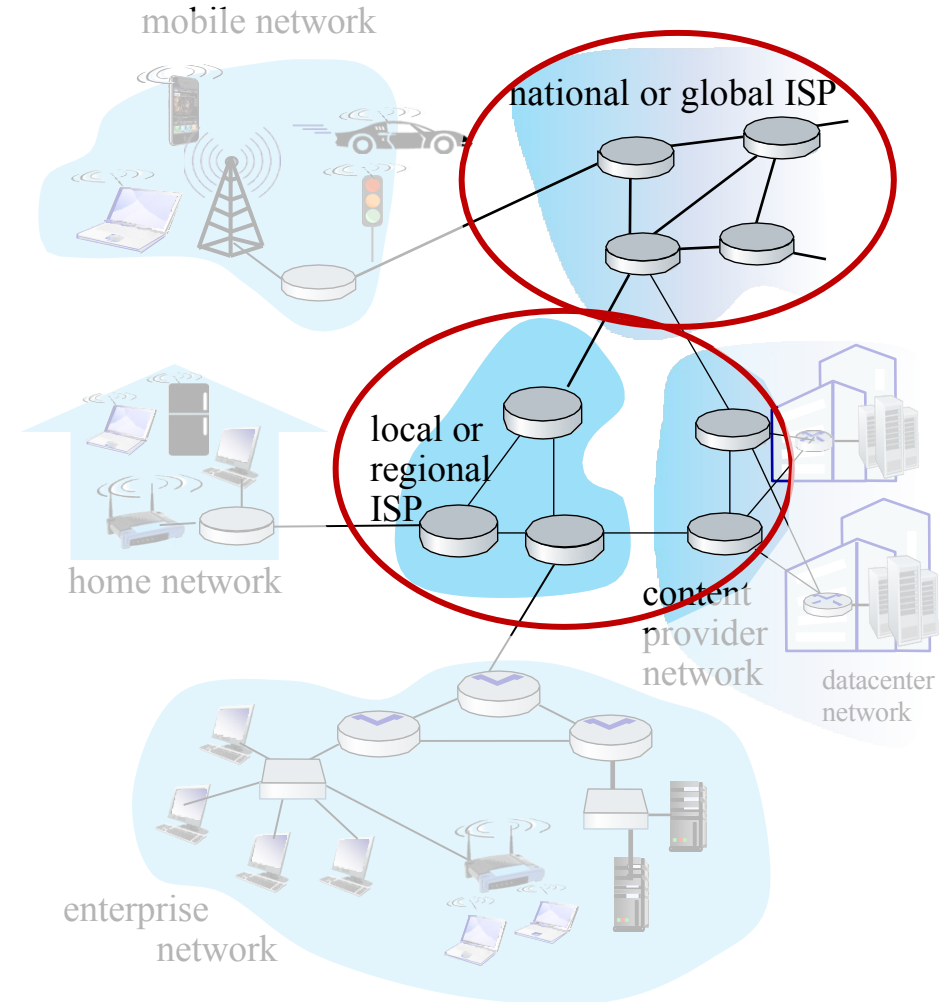 mobile network
national or global ISP
local or
regional
ISP
home network
content
provider
network
datacenter
network
enterprise
network